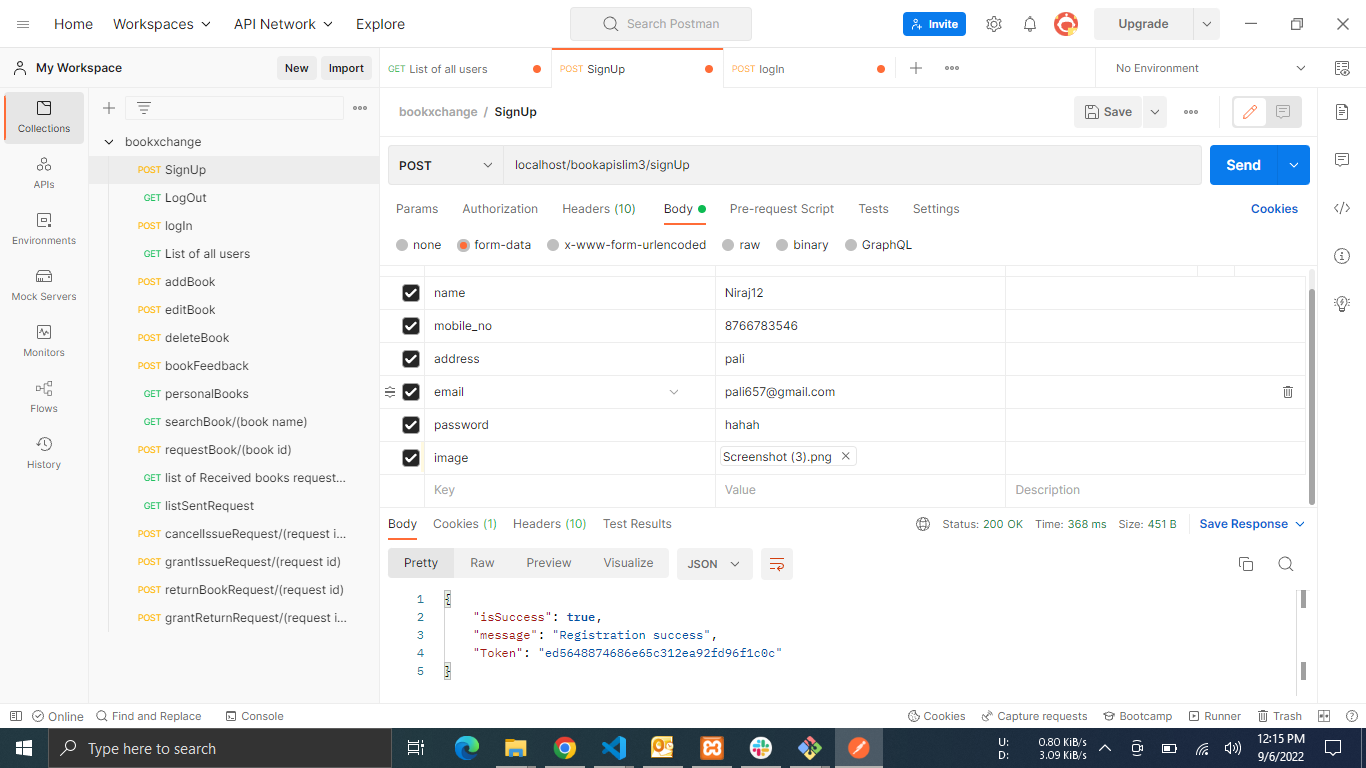 Home Workspaces API Network Explore Search Postman Invite Upgrade
My Workspace New Import GET List of all users POST SignUp POST logIn No Environment
Collections
APIs
Environments
Mock Servers
Monitors
Flows
History
bookxchange
POST SignUp
GET LogOut
POST logIn
GET List of all users
POST addBook
POST editBook
POST deleteBook
POST bookFeedback
GET personalBooks
GET searchBook/(book name)
POST requestBook/(book id)
GET list of Received books request...
GET listSentRequest
POST cancelIssueRequest/(request i...
POST grantIssueRequest/(request id)
POST returnBookRequest/(request id)
POST grantReturnRequest/(request i...
bookxchange / SignUp Save
POST localhost/bookapislim3/signUp Send
Params Authorization Headers (10) Body Pre-request Script Tests Settings Cookies
none form-data x-www-form-urlencoded raw binary GraphQL
name Niraj12
mobile_no 8766783546
address pali
email pali657@gmail.com
password hahah
image Screenshot (3).png
Key Value Description
Body Cookies (1) Headers (10) Test Results Status: 200 OK Time: 368 ms Size: 451 B Save Response
Pretty Raw Preview Visualize JSON
1 {
2 "isSuccess": true,
3 "message": "Registration success",
4 "Token": "ed5648874686e65c312ea92fd96f1c0c"
5 }
Online Find and Replace Console Cookies Capture requests Bootcamp Runner Trash
Type here to search
U: 0.80 KiB/s
D: 3.09 KiB/s
12:15 PM
9/6/2022